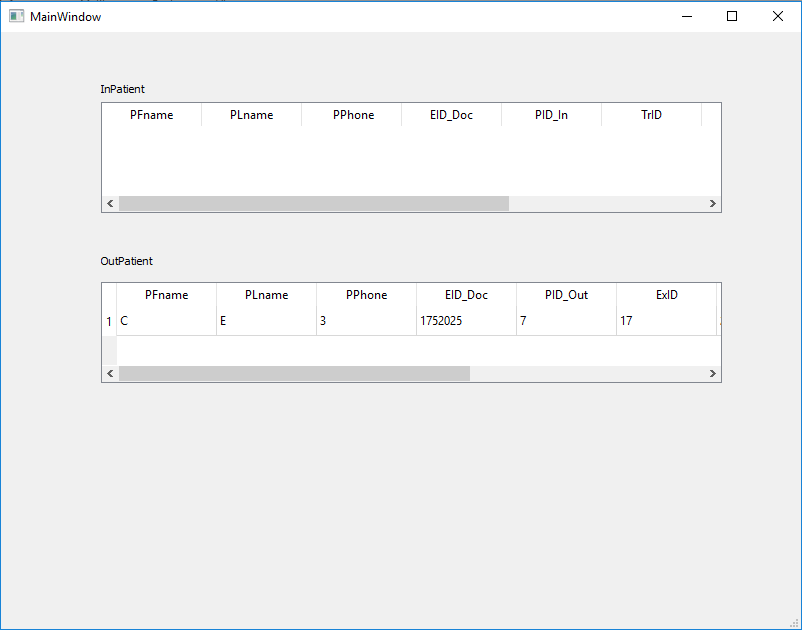 MainWindow
InPatient
PFname PLname PPhone EID_Doc PID_In TrID
OutPatient
PFname PLname PPhone EID_Doc PID_Out ExID
1 C E 3 1752025 7 17